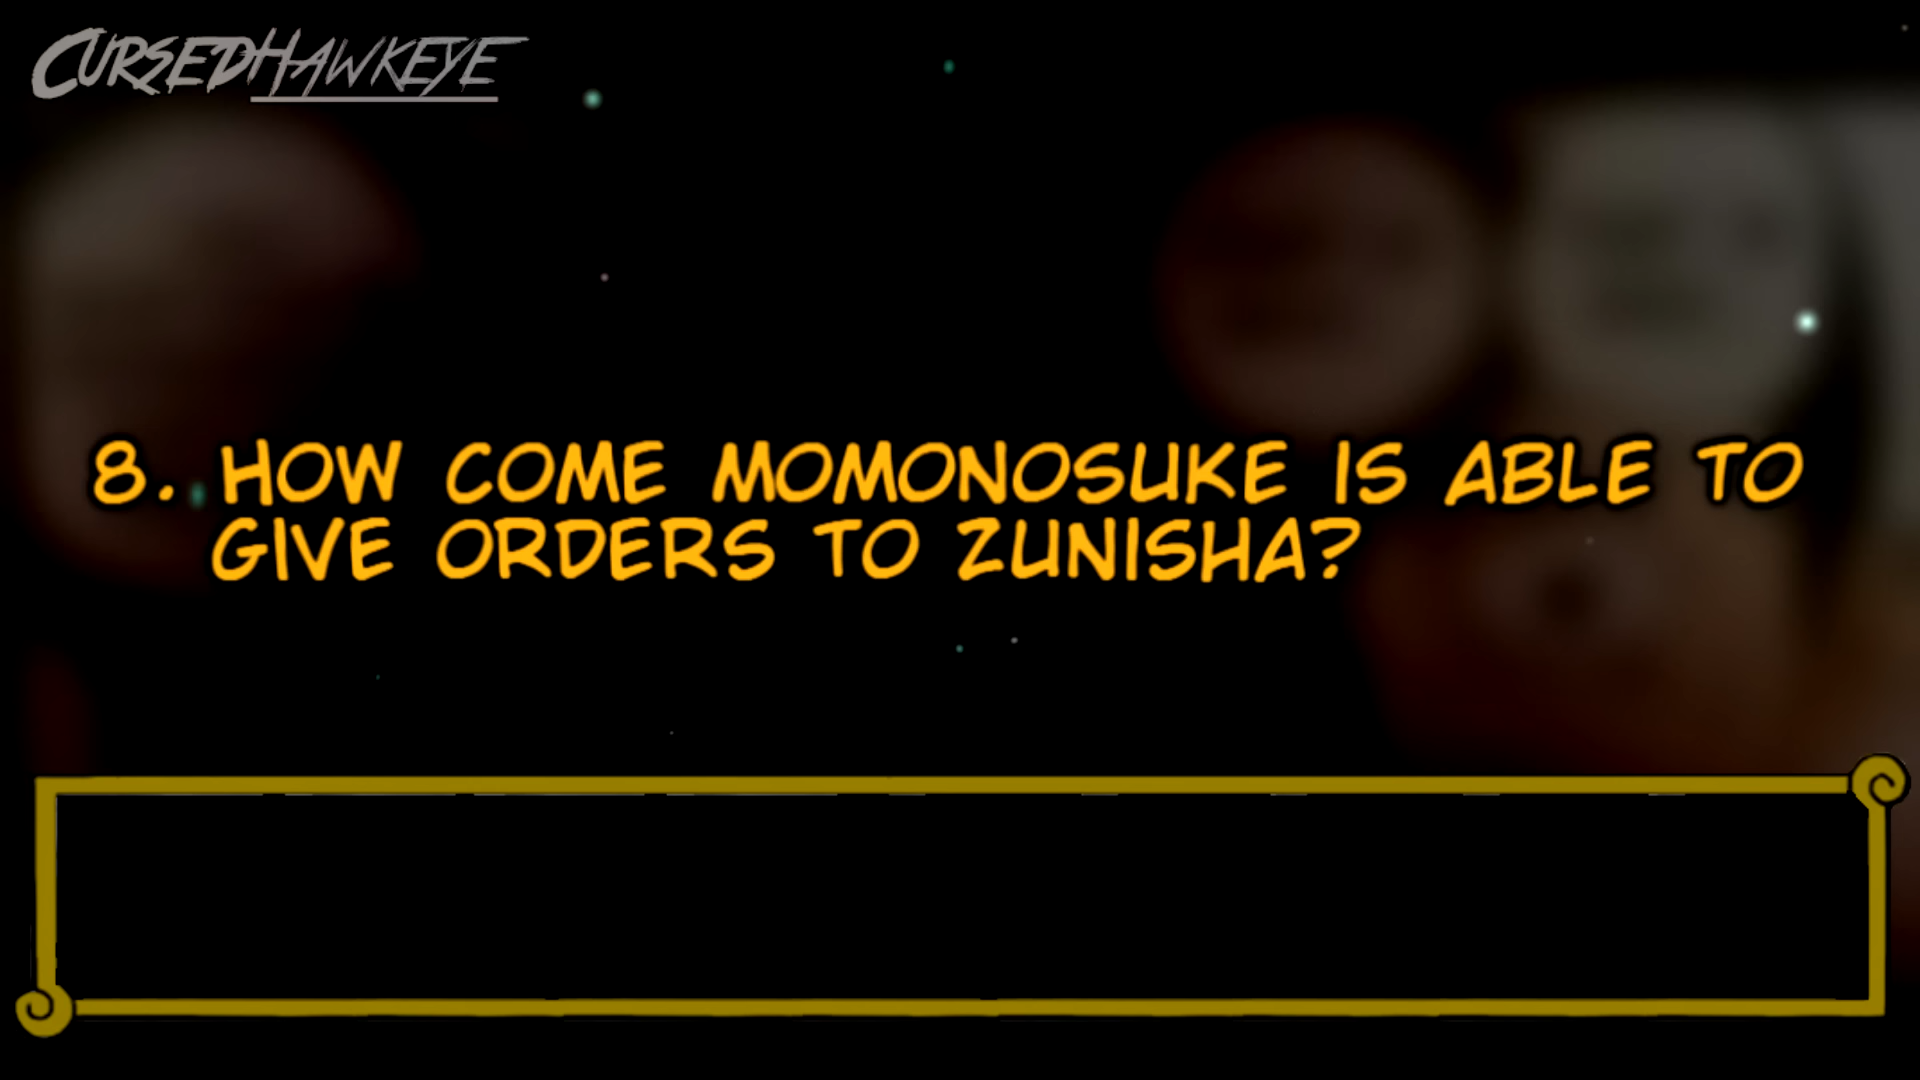 CURSEDHAWKEYE
8. HOW COME MOMONOSUKE IS ABLE TO
GIVE ORDERS TO ZUNISHA?